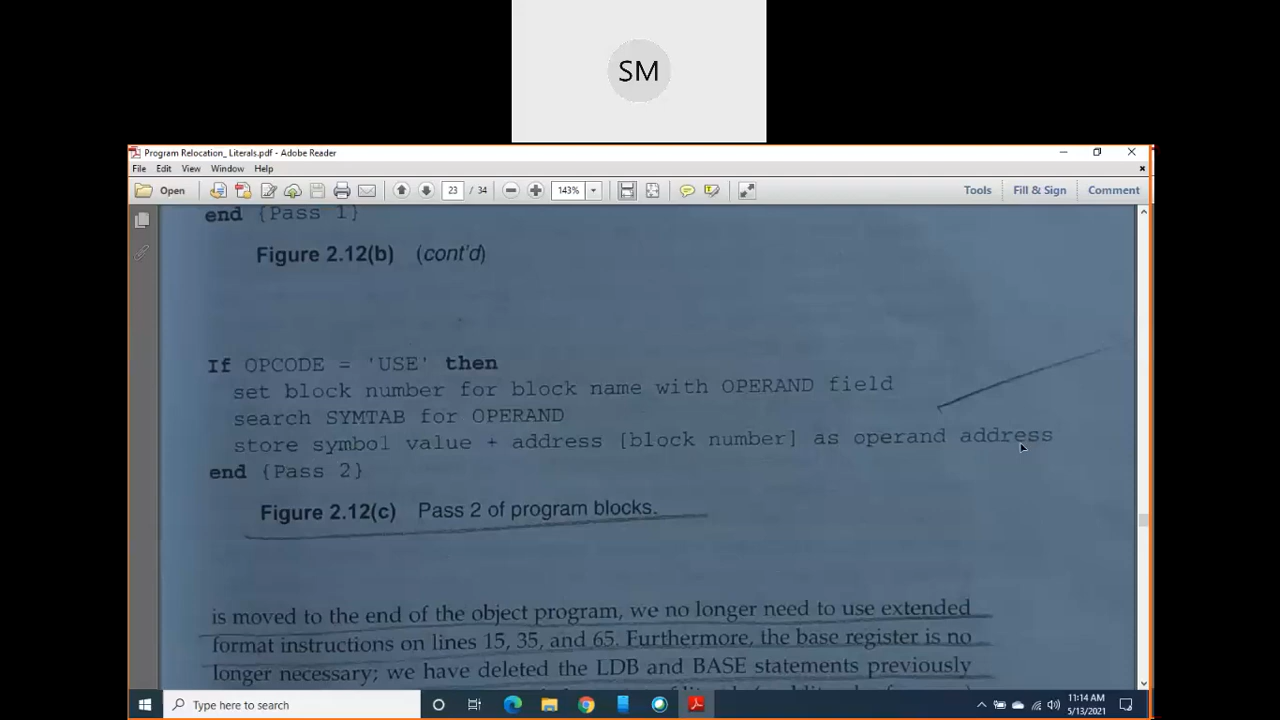 SM
Program Relocation_ Literals.pdf - Adobe Reader
File Edit View Window Help
Open 23 / 34 143% Tools Fill & Sign Comment
end {Pass 1}
Figure 2.12(b) (cont'd)
If OPCODE = 'USE' then
set block number for block name with OPERAND field
search SYMTAB for OPERAND
store symbol value + address [block number] as operand address
end {Pass 2}
Figure 2.12(c) Pass 2 of program blocks.
is moved to the end of the object program, we no longer need to use extended
format instructions on lines 15, 35, and 65. Furthermore, the base register is no
longer necessary; we have deleted the LDB and BASE statements previously
Type here to search
11:14 AM
5/13/2021